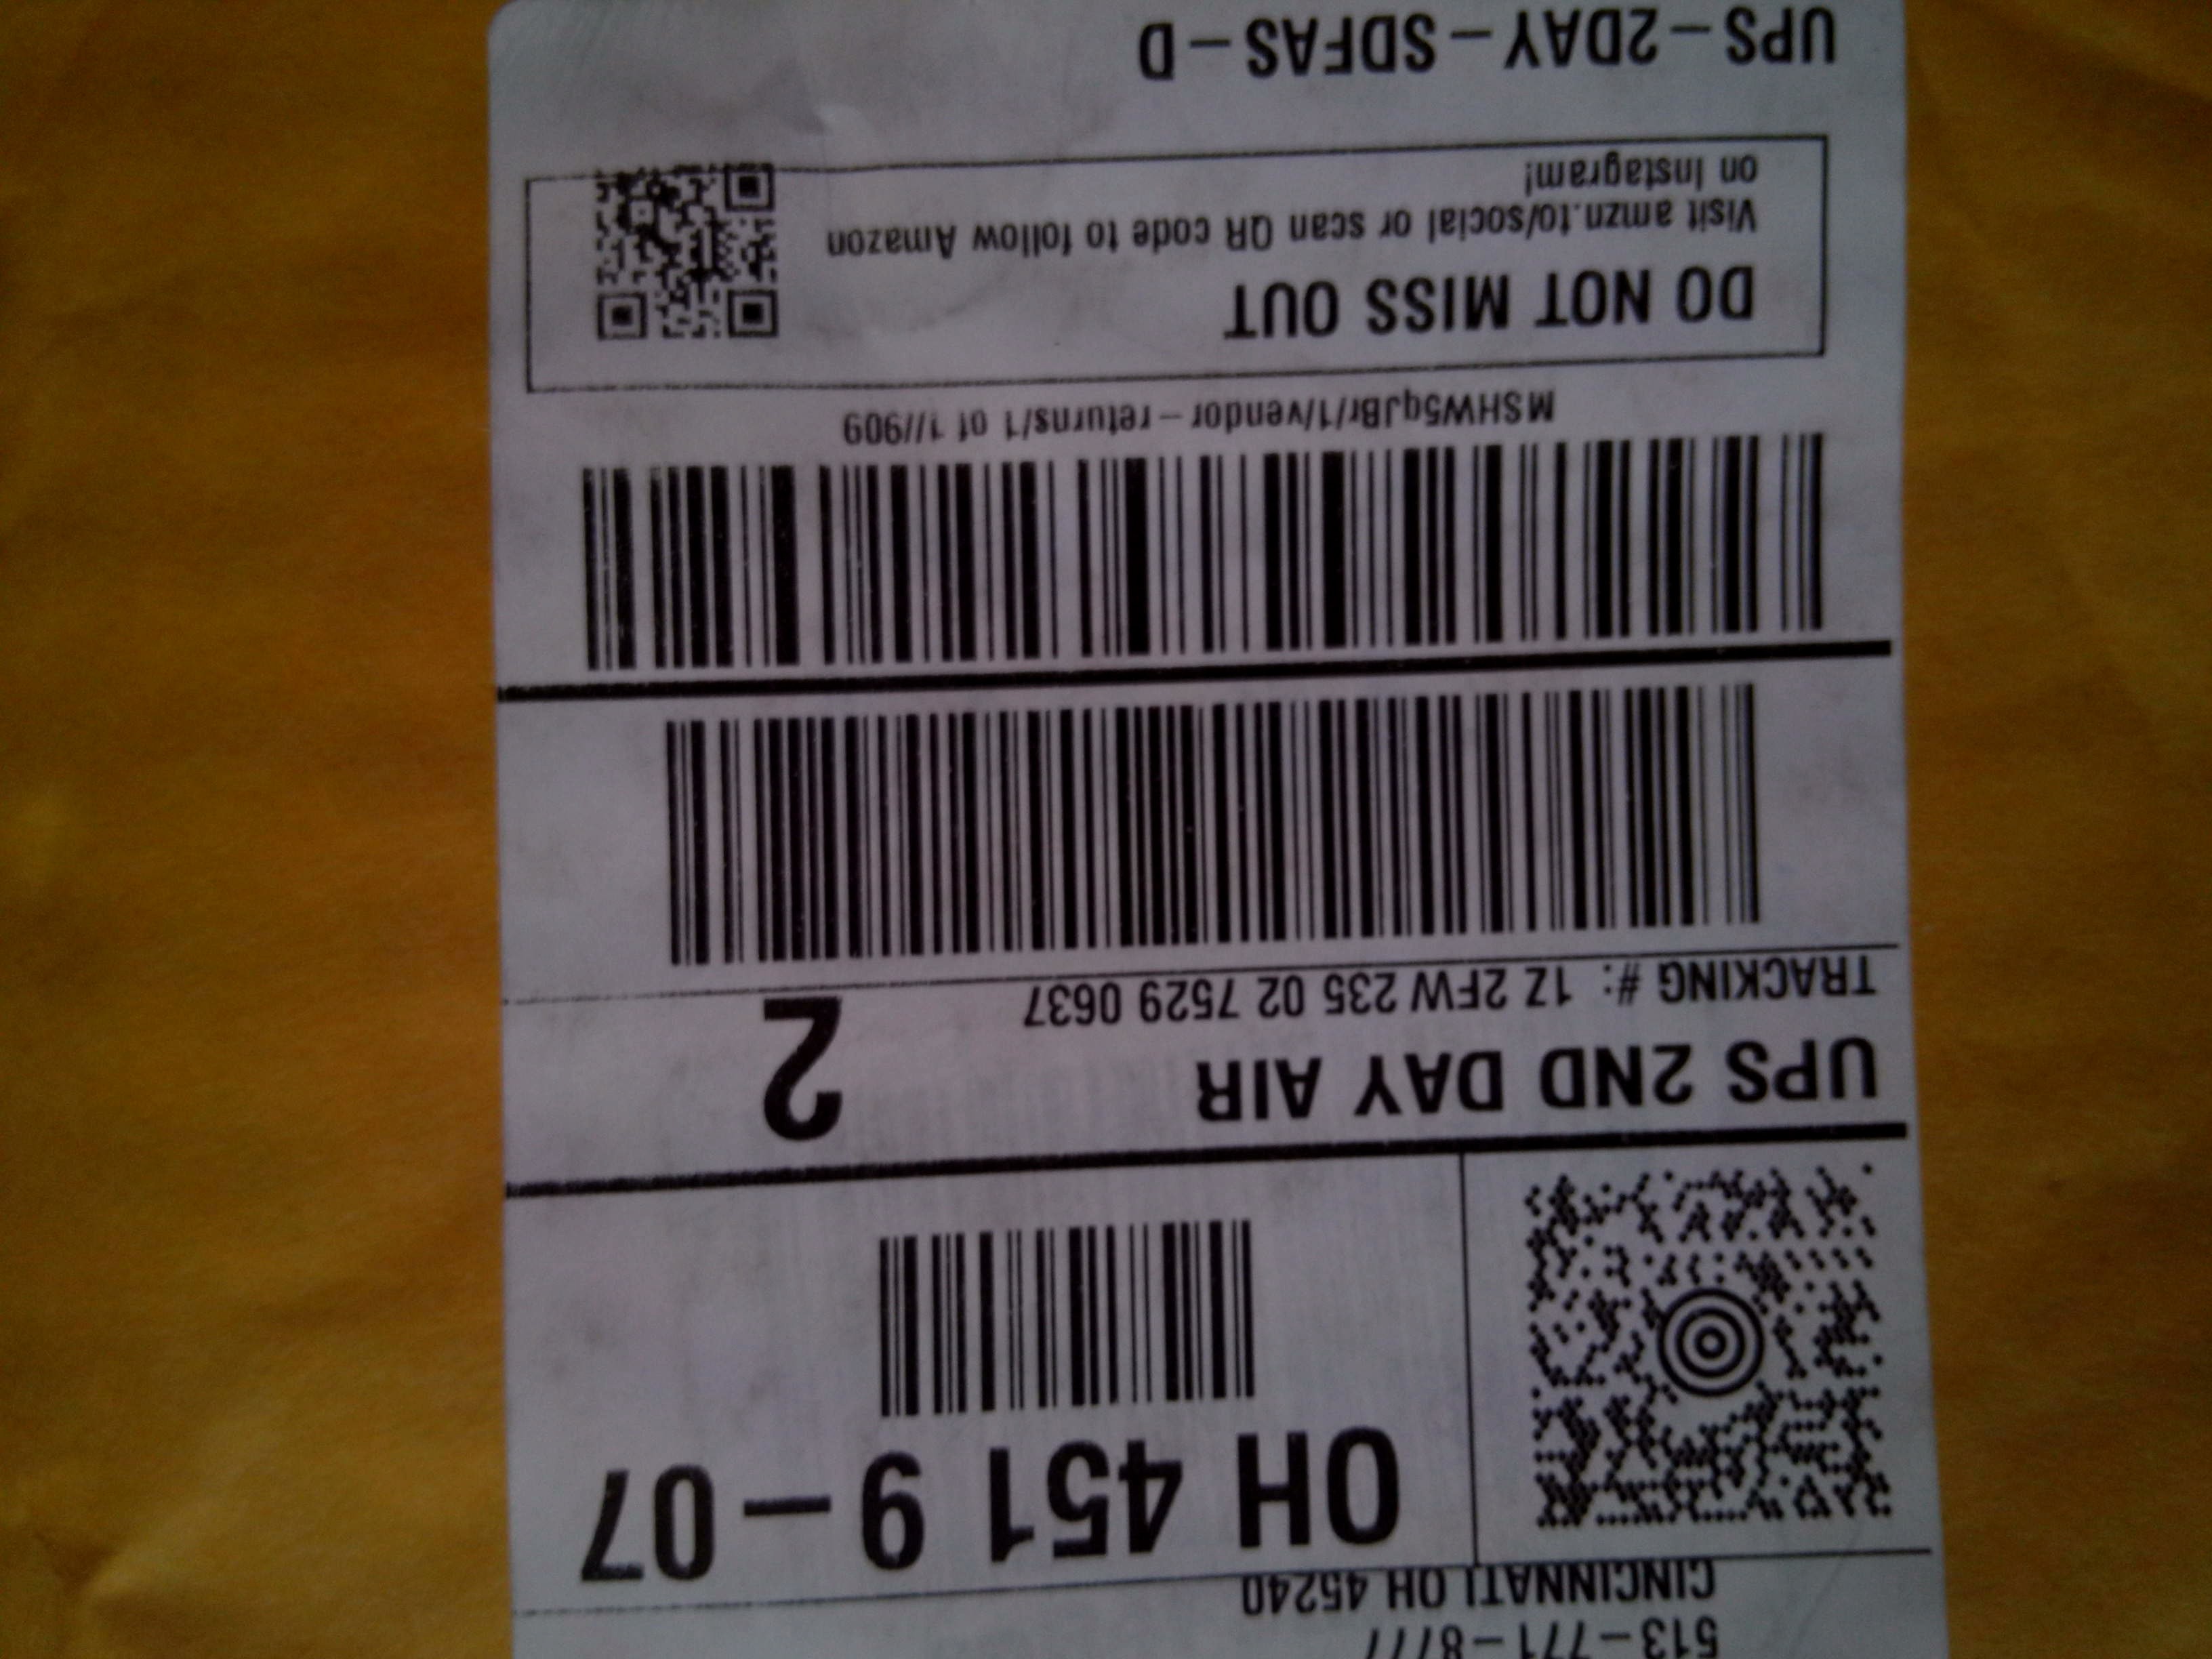 513-771-8777
CINCINNATI OH 45240
OH 451 9-07
UPS 2ND DAY AIR
2
TRACKING #: 1Z 2FW 235 02 7529 0637
MSHW5qJBr/1/vendor-returns/1 of 1//909
DO NOT MISS OUT
Visit amzn.to/social or scan QR code to follow Amazon
on Instagram!
UPS-2DAY-SDFAS-D